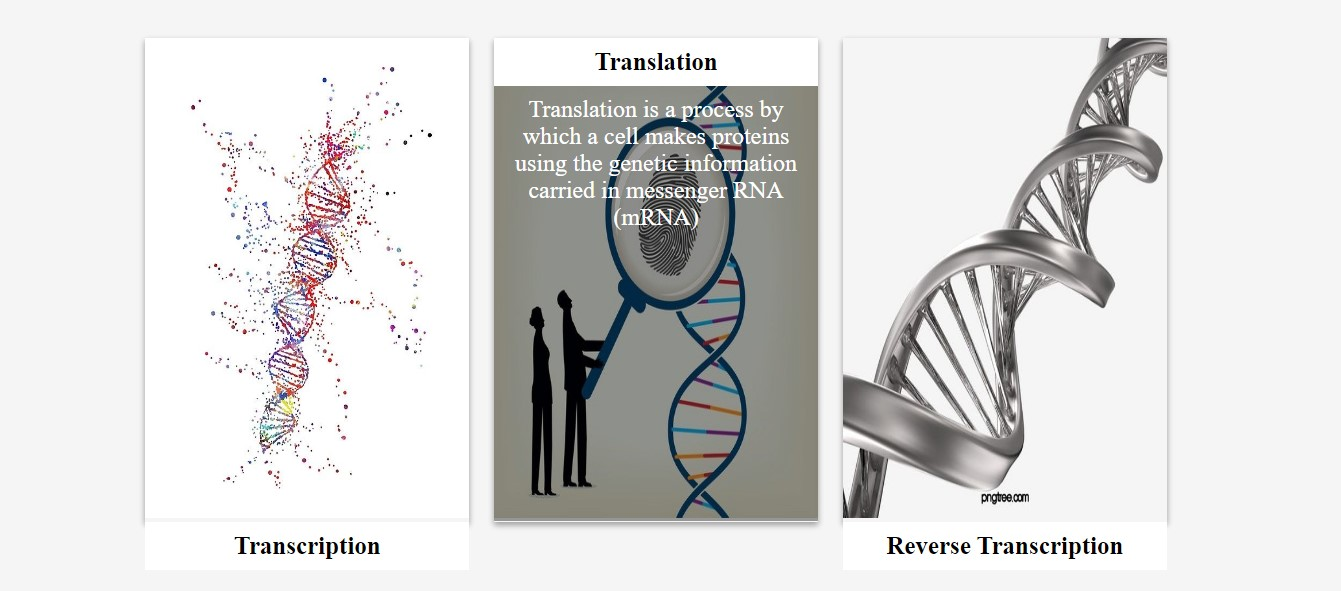 Translation
Translation is a process by
which a cell makes proteins
using the genetic information
carried in messenger RNA
(mRNA)
pngtree.com
Transcription
Reverse Transcription